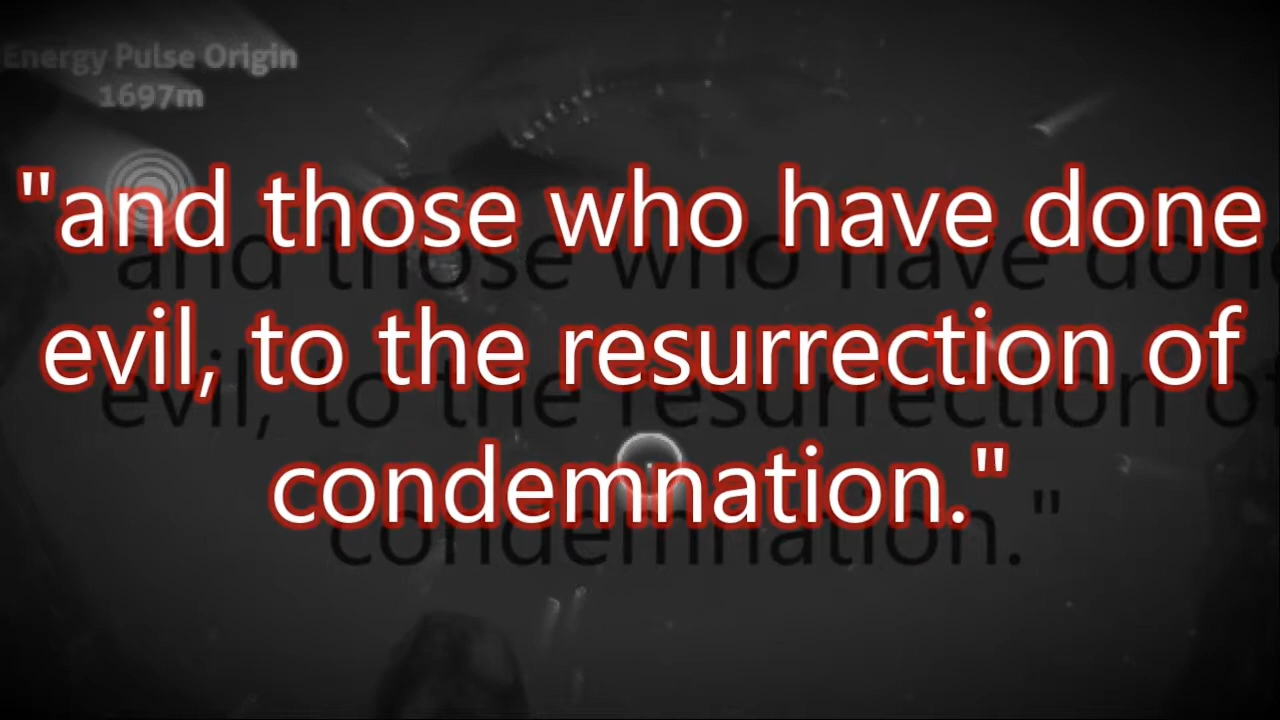 Energy Pulse Origin
1697m
"and those who have done
evil, to the resurrection of
condemnation."